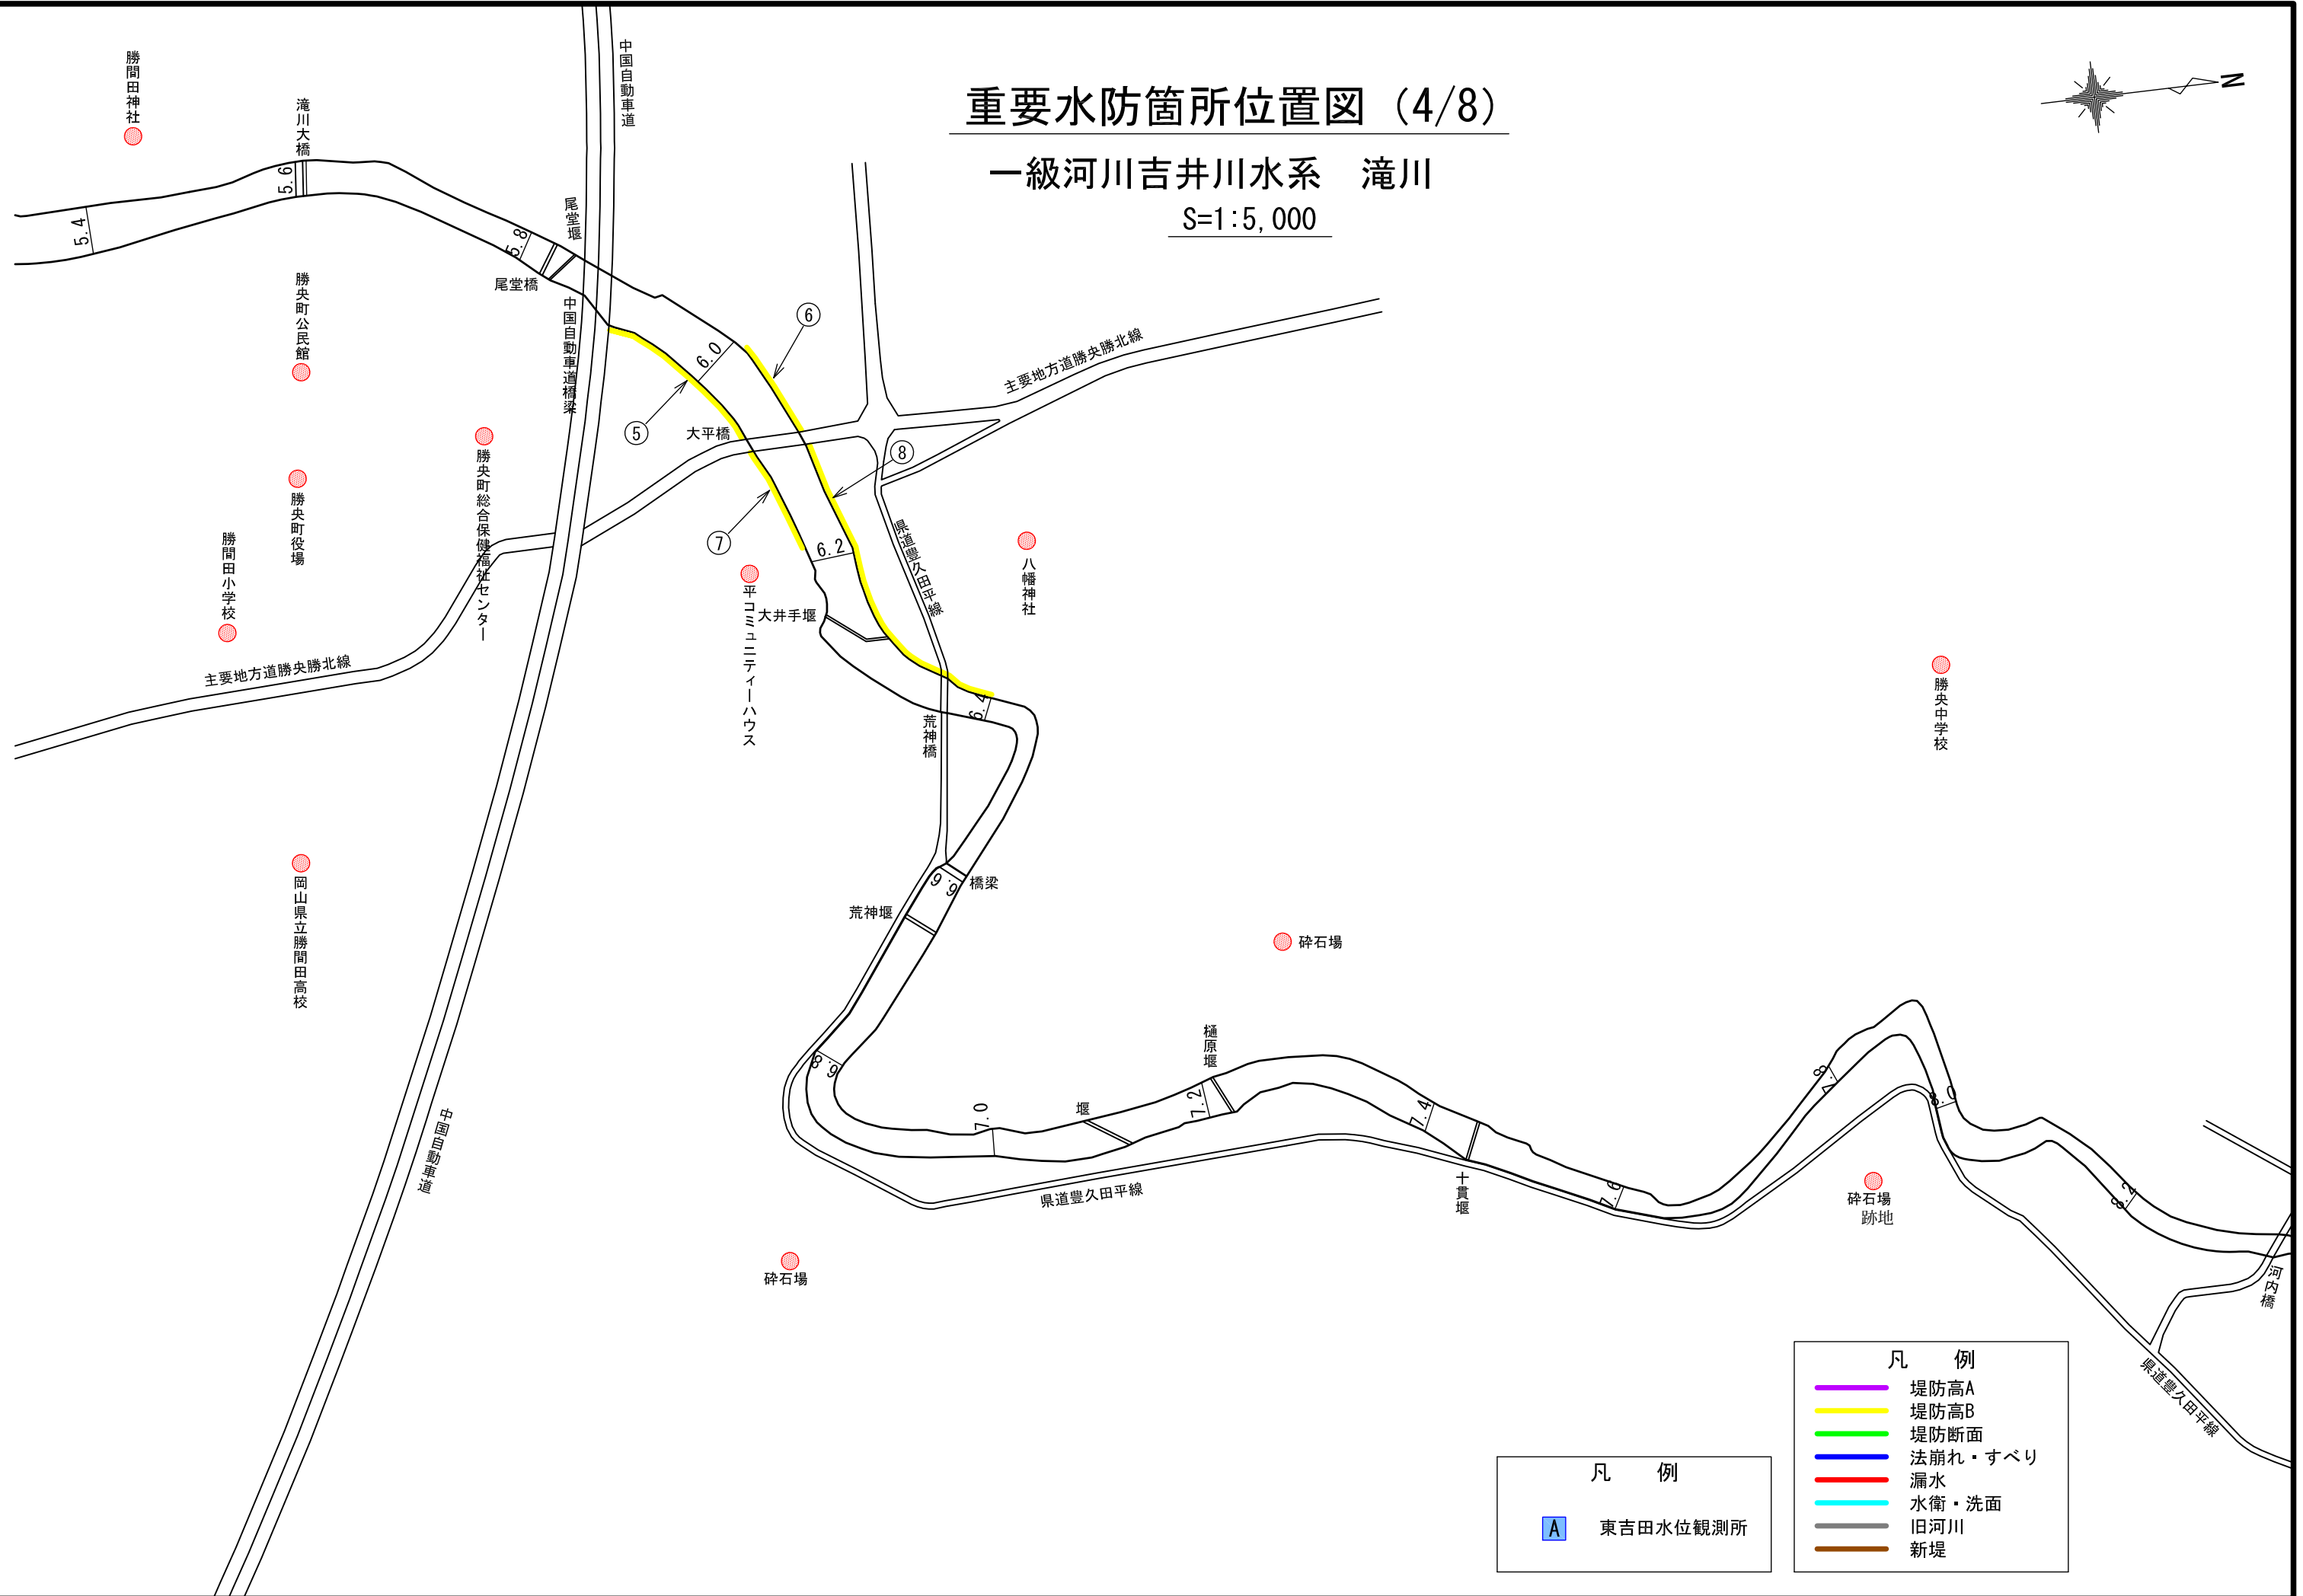 重要水防箇所位置図（4/8）
一級河川吉井川水系　滝川
S=1:5,000
N
勝間田神社
滝川大橋
中国自動車道
5.4
5.6
5.8
尾堂堰
尾堂橋
中国自動車道橋梁
勝央町公民館
勝央町役場
勝央町総合保健福祉センター
勝間田小学校
主要地方道勝央勝北線
岡山県立勝間田高校
中国自動車道
⑥
6.0
⑤
大平橋
主要地方道勝央勝北線
⑧
⑦
6.2
県道豊久田平線
八幡神社
平コミュニティーハウス
大井手堰
6.4
荒神橋
勝央中学校
6.6
橋梁
荒神堰
砕石場
6.8
7.0
堰
7.2
樋原堰
7.4
十貫堰
7.6
7.8
8.0
8.2
県道豊久田平線
砕石場
砕石場
跡地
河内橋
県道豊久田平線
凡　例
A 東吉田水位観測所
凡　例
堤防高A
堤防高B
堤防断面
法崩れ・すべり
漏水
水衛・洗面
旧河川
新堤